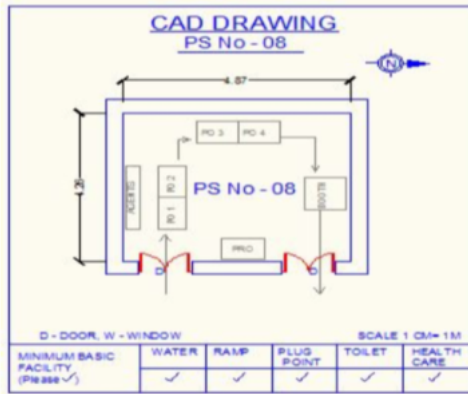 CAD DRAWING
PS No - 08
N
4.87
PO 3 PO 4
4.26
AGENTS
PO 1 PO 2
PS No - 08
BOOTH
PRO
D D
D - DOOR, W - WINDOW
SCALE 1 CM= 1M
MINIMUM BASIC FACILITY (Please ✓)
WATER
RAMP
PLUG POINT
TOILET
HEALTH CARE
✓ ✓ ✓ ✓ ✓